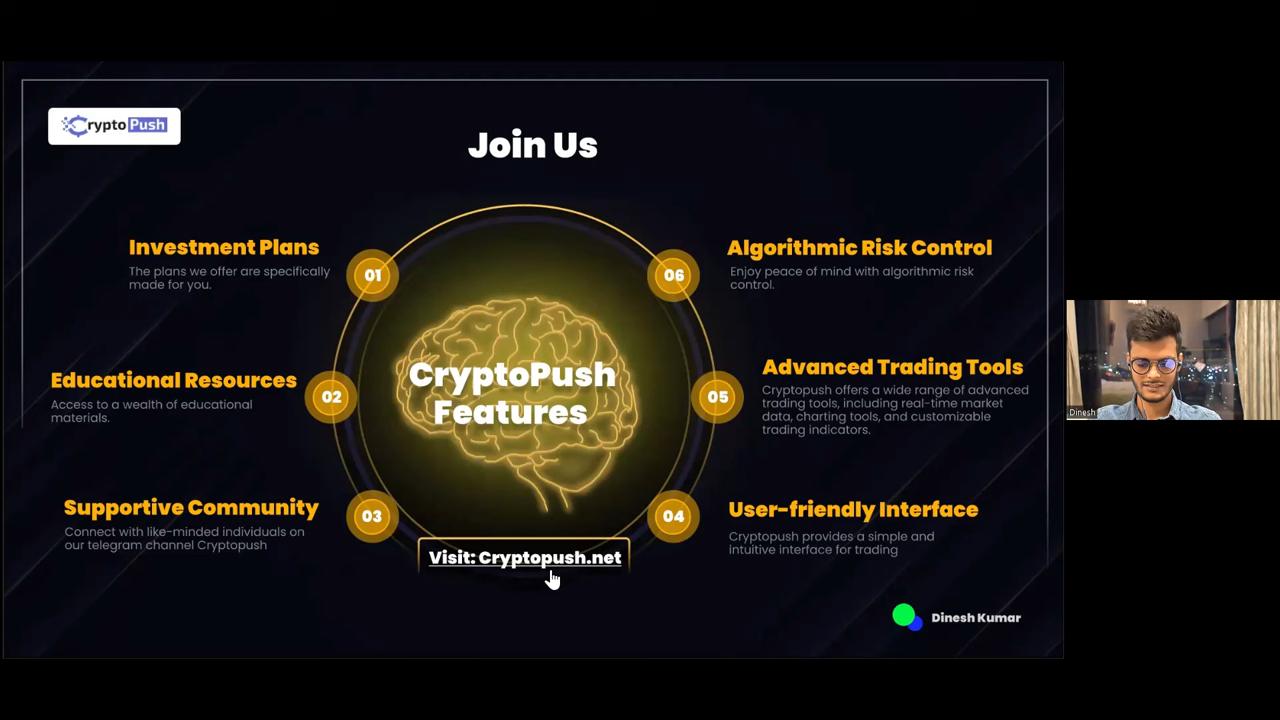 CryptoPush
Join Us
Investment Plans
The plans we offer are specifically
made for you.
01
Educational Resources
Access to a wealth of educational
materials.
02
Supportive Community
Connect with like-minded individuals on
our telegram channel Cryptopush
03
CryptoPush
Features
Visit: Cryptopush.net
06
Algorithmic Risk Control
Enjoy peace of mind with algorithmic risk
control.
05
Advanced Trading Tools
Cryptopush offers a wide range of advanced
trading tools, including real-time market
data, charting tools, and customizable
trading indicators.
04
User-friendly Interface
Cryptopush provides a simple and
intuitive interface for trading
Dinesh Kumar
Dinesh